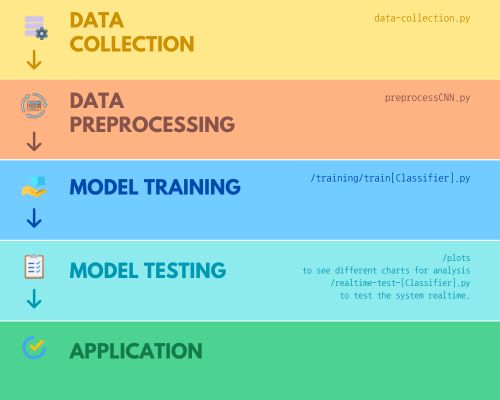 DATA
COLLECTION
data-collection.py
DATA
PREPROCESSING
preprocessCNN.py
MODEL TRAINING
/training/train[Classifier].py
MODEL TESTING
/plots
to see different charts for analysis
/realtime-test-[Classifier].py
to test the system realtime.
APPLICATION